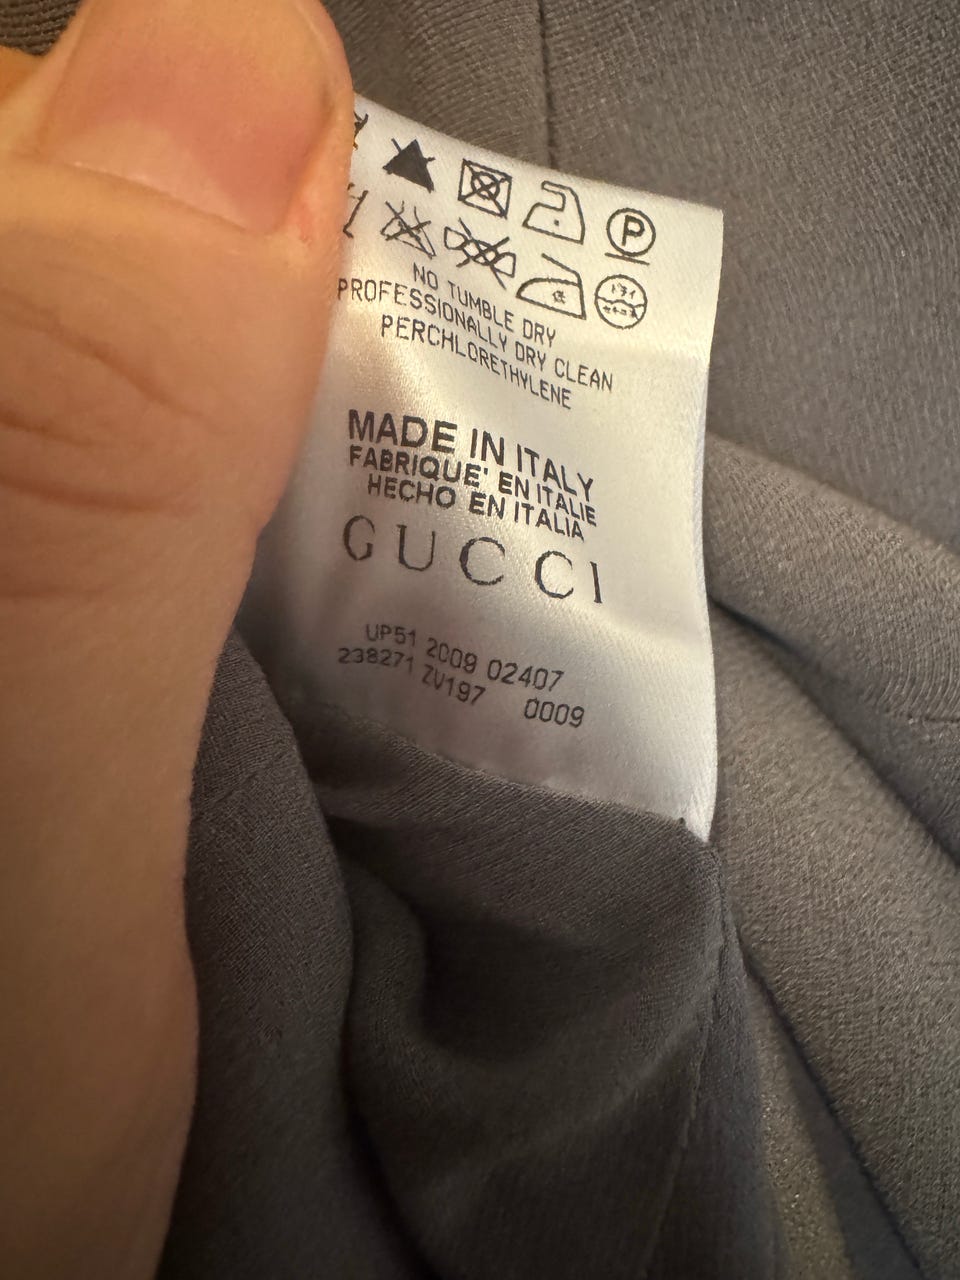 P
NO TUMBLE DRY
PROFESSIONALLY DRY CLEAN
PERCHLORETHYLENE
MADE IN ITALY
FABRIQUE' EN ITALIE
HECHO EN ITALIA
GUCCI
UP51 2009 02407
238271 ZV197 0009